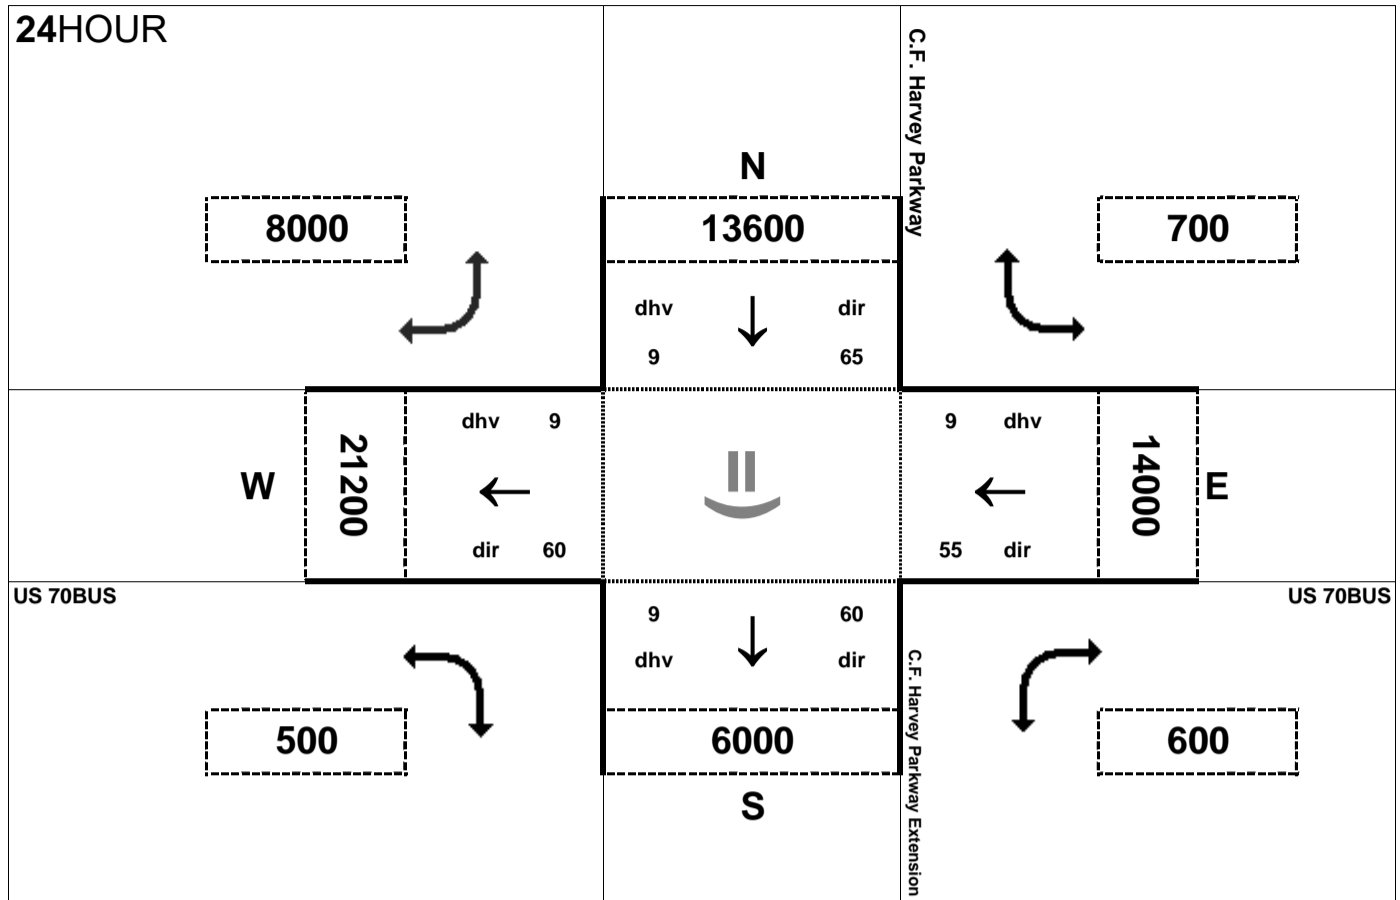 24HOUR
C.F. Harvey Parkway
N
8000
13600
700
dhv
dir
9
65
dhv 9
9 dhv
W
21200
14000
E
dir 60
55 dir
US 70BUS
US 70BUS
9
60
dhv
dir
C.F. Harvey Parkway Extension
500
6000
600
S